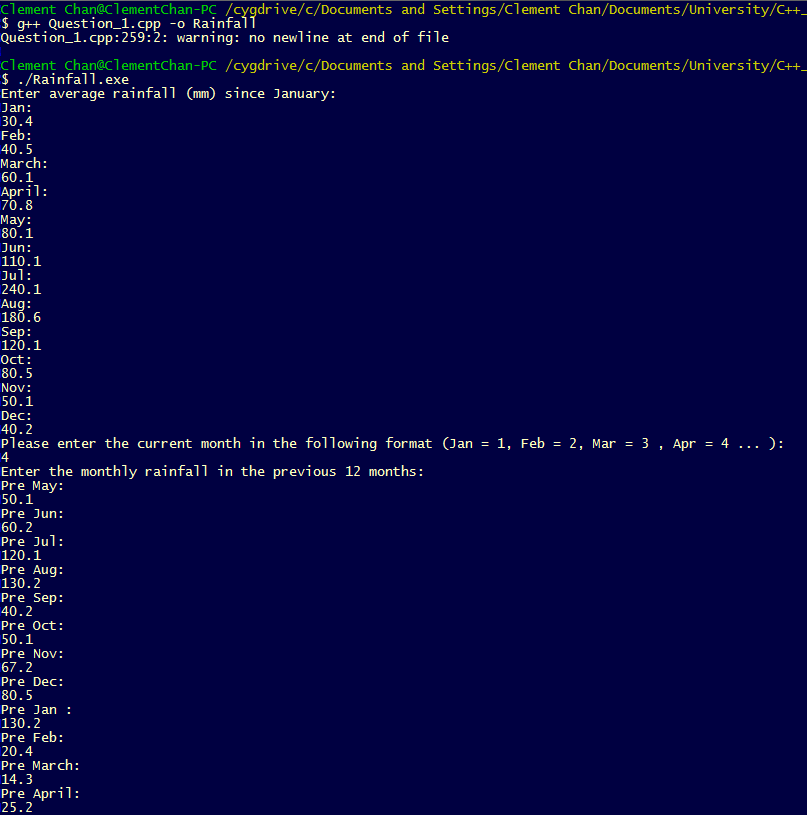 Clement Chan@ClementChan-PC /cygdrive/c/Documents and Settings/Clement Chan/Documents/University/C++_
$ g++ Question_1.cpp -o Rainfall
Question_1.cpp:259:2: warning: no newline at end of file
Clement Chan@ClementChan-PC /cygdrive/c/Documents and Settings/Clement Chan/Documents/University/C++_
$ ./Rainfall.exe
Enter average rainfall (mm) since January:
Jan:
30.4
Feb:
40.5
March:
60.1
April:
70.8
May:
80.1
Jun:
110.1
Jul:
240.1
Aug:
180.6
Sep:
120.1
Oct:
80.5
Nov:
50.1
Dec:
40.2
Please enter the current month in the following format (Jan = 1, Feb = 2, Mar = 3 , Apr = 4 ... ):
4
Enter the monthly rainfall in the previous 12 months:
Pre May:
50.1
Pre Jun:
60.2
Pre Jul:
120.1
Pre Aug:
130.2
Pre Sep:
40.2
Pre Oct:
50.1
Pre Nov:
67.2
Pre Dec:
80.5
Pre Jan :
130.2
Pre Feb:
20.4
Pre March:
14.3
Pre April:
25.2